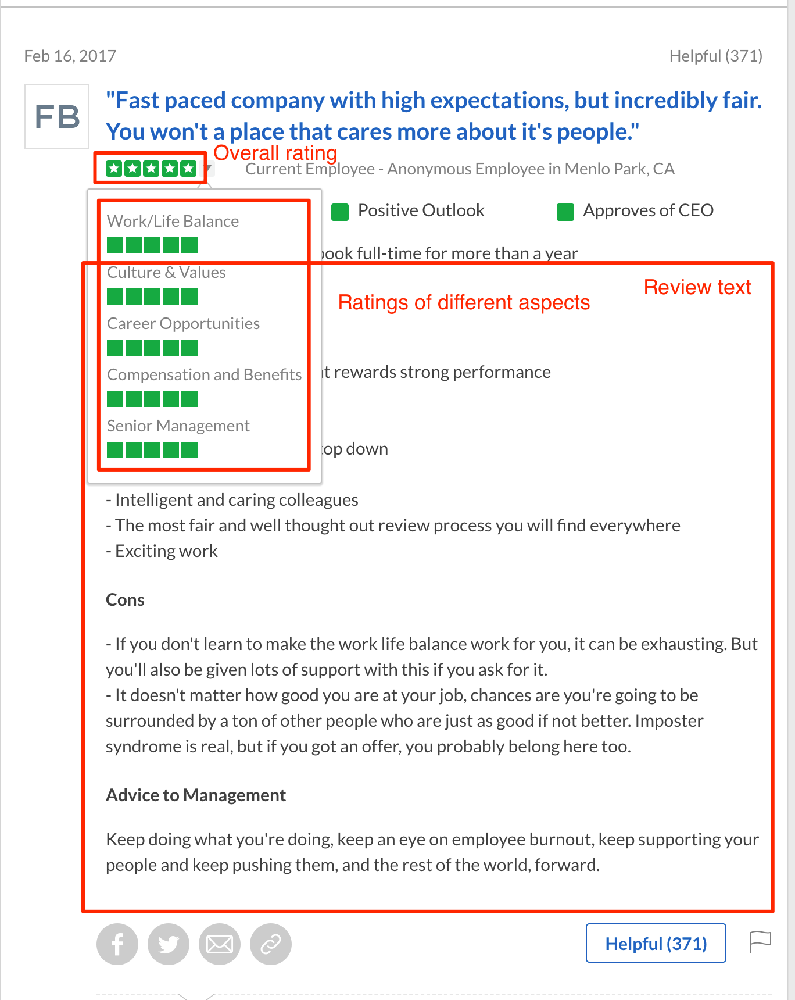 Feb 16, 2017
Helpful (371)
FB
"Fast paced company with high expectations, but incredibly fair.
You won't a place that cares more about it's people."
Overall rating
Current Employee - Anonymous Employee in Menlo Park, CA
Work/Life Balance
Positive Outlook
Approves of CEO
full-time for more than a year
Culture & Values
Review text
Ratings of different aspects
Career Opportunities
Compensation and Benefits
rewards strong performance
Senior Management
down
- Intelligent and caring colleagues
- The most fair and well thought out review process you will find everywhere
- Exciting work
Cons
- If you don't learn to make the work life balance work for you, it can be exhausting. But
you'll also be given lots of support with this if you ask for it.
- It doesn't matter how good you are at your job, chances are you're going to be
surrounded by a ton of other people who are just as good if not better. Imposter
syndrome is real, but if you got an offer, you probably belong here too.
Advice to Management
Keep doing what you're doing, keep an eye on employee burnout, keep supporting your
people and keep pushing them, and the rest of the world, forward.
Helpful (371)